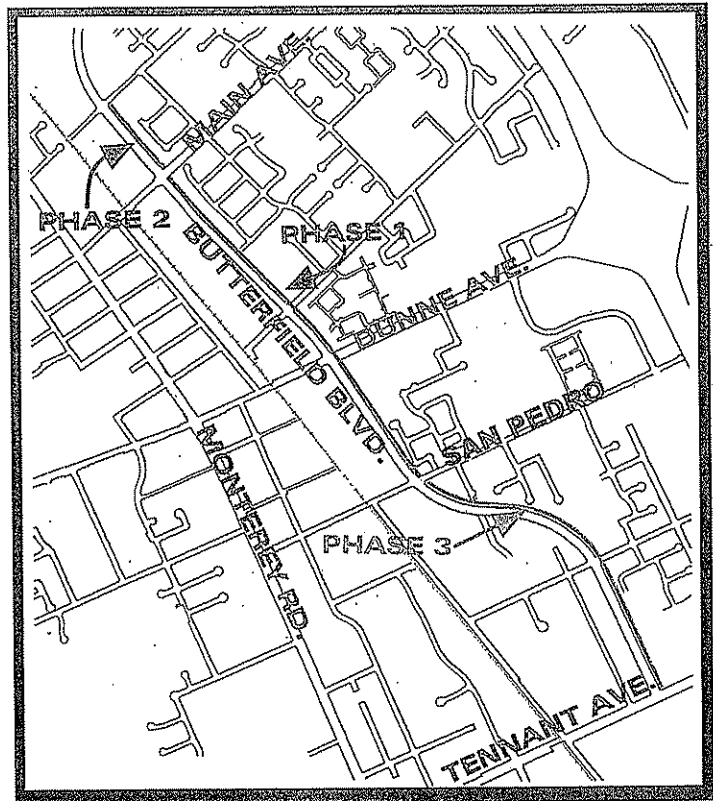 MAIN AVE.
PHASE 2
PHASE 1
BUTTERFIELD BLVD.
DUNNE AVE.
SAN PEDRO
MONTEREY RD.
PHASE 3
TENNANT AVE.